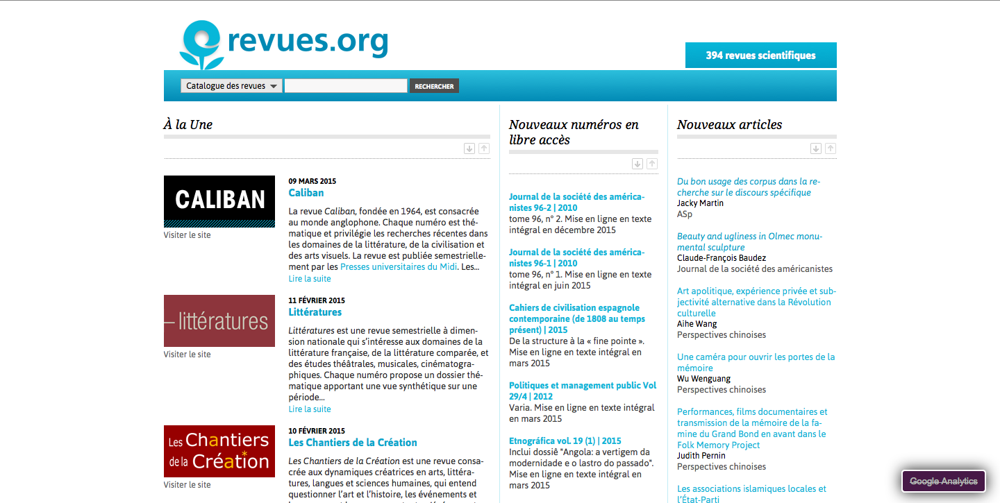 revues.org
394 revues scientifiques
Catalogue des revues
RECHERCHER
À la Une
CALIBAN
Visiter le site
09 MARS 2015
Caliban
La revue Caliban, fondée en 1964, est consacrée
au monde anglophone. Chaque numéro est thé-
matique et privilégie les recherches récentes dans
les domaines de la littérature, de la civilisation et
des arts visuels. La revue est publiée semestrielle-
ment par les Presses universitaires du Midi. Les...
Lire la suite
– littératures
Visiter le site
11 FÉVRIER 2015
Littératures
Littératures est une revue semestrielle à dimen-
sion nationale qui s'intéresse aux domaines de la
littérature française, de la littérature comparée, et
des études théâtrales, musicales, cinématogra-
phiques. Chaque numéro propose un dossier thé-
matique apportant une vue synthétique sur une
période...
Lire la suite
Les Chantiers
de la Création
Visiter le site
10 FÉVRIER 2015
Les Chantiers de la Création
Les Chantiers de la Création est une revue consa-
crée aux dynamiques créatrices en arts, littéra-
tures, langues et sciences humaines, qui entend
questionner l'art et l'histoire, les événements et
Nouveaux numéros en
libre accès
Journal de la société des améric­a-
nistes 96-2 | 2010
tome 96, n° 2. Mise en ligne en texte
intégral en décembre 2015
Journal de la société des améric­a-
nistes 96-1 | 2010
tome 96, n° 1. Mise en ligne en texte
intégral en juin 2015
Cahiers de civilisation espagnole
contemporaine (de 1808 au temps
présent) | 2015
De la structure à la « fine pointe ».
Mise en ligne en texte intégral en
mars 2015
Politiques et management public Vol
29/4 | 2012
Varia. Mise en ligne en texte intégral
en mars 2015
Etnográfica vol. 19 (1) | 2015
Inclui dossiê "Angola: a vertigem da
modernidade e o lastro do passado".
Mise en ligne en texte intégral en
mars 2015
Nouveaux articles
Du bon usage des corpus dans la re-
cherche sur le discours spécifique
Jacky Martin
ASp
Beauty and ugliness in Olmec monu-
mental sculpture
Claude-François Baudez
Journal de la société des américanistes
Art apolitique, expérience privée et sub-
jectivité alternative dans la Révolution
culturelle
Aihe Wang
Perspectives chinoises
Une caméra pour ouvrir les portes de la
mémoire
Wu Wenguang
Perspectives chinoises
Performances, films documentaires et
transmission de la mémoire de la fa-
mine du Grand Bond en avant dans le
Folk Memory Project
Judith Pernin
Perspectives chinoises
Les associations islamiques locales et
l'État-Parti
Google Analytics